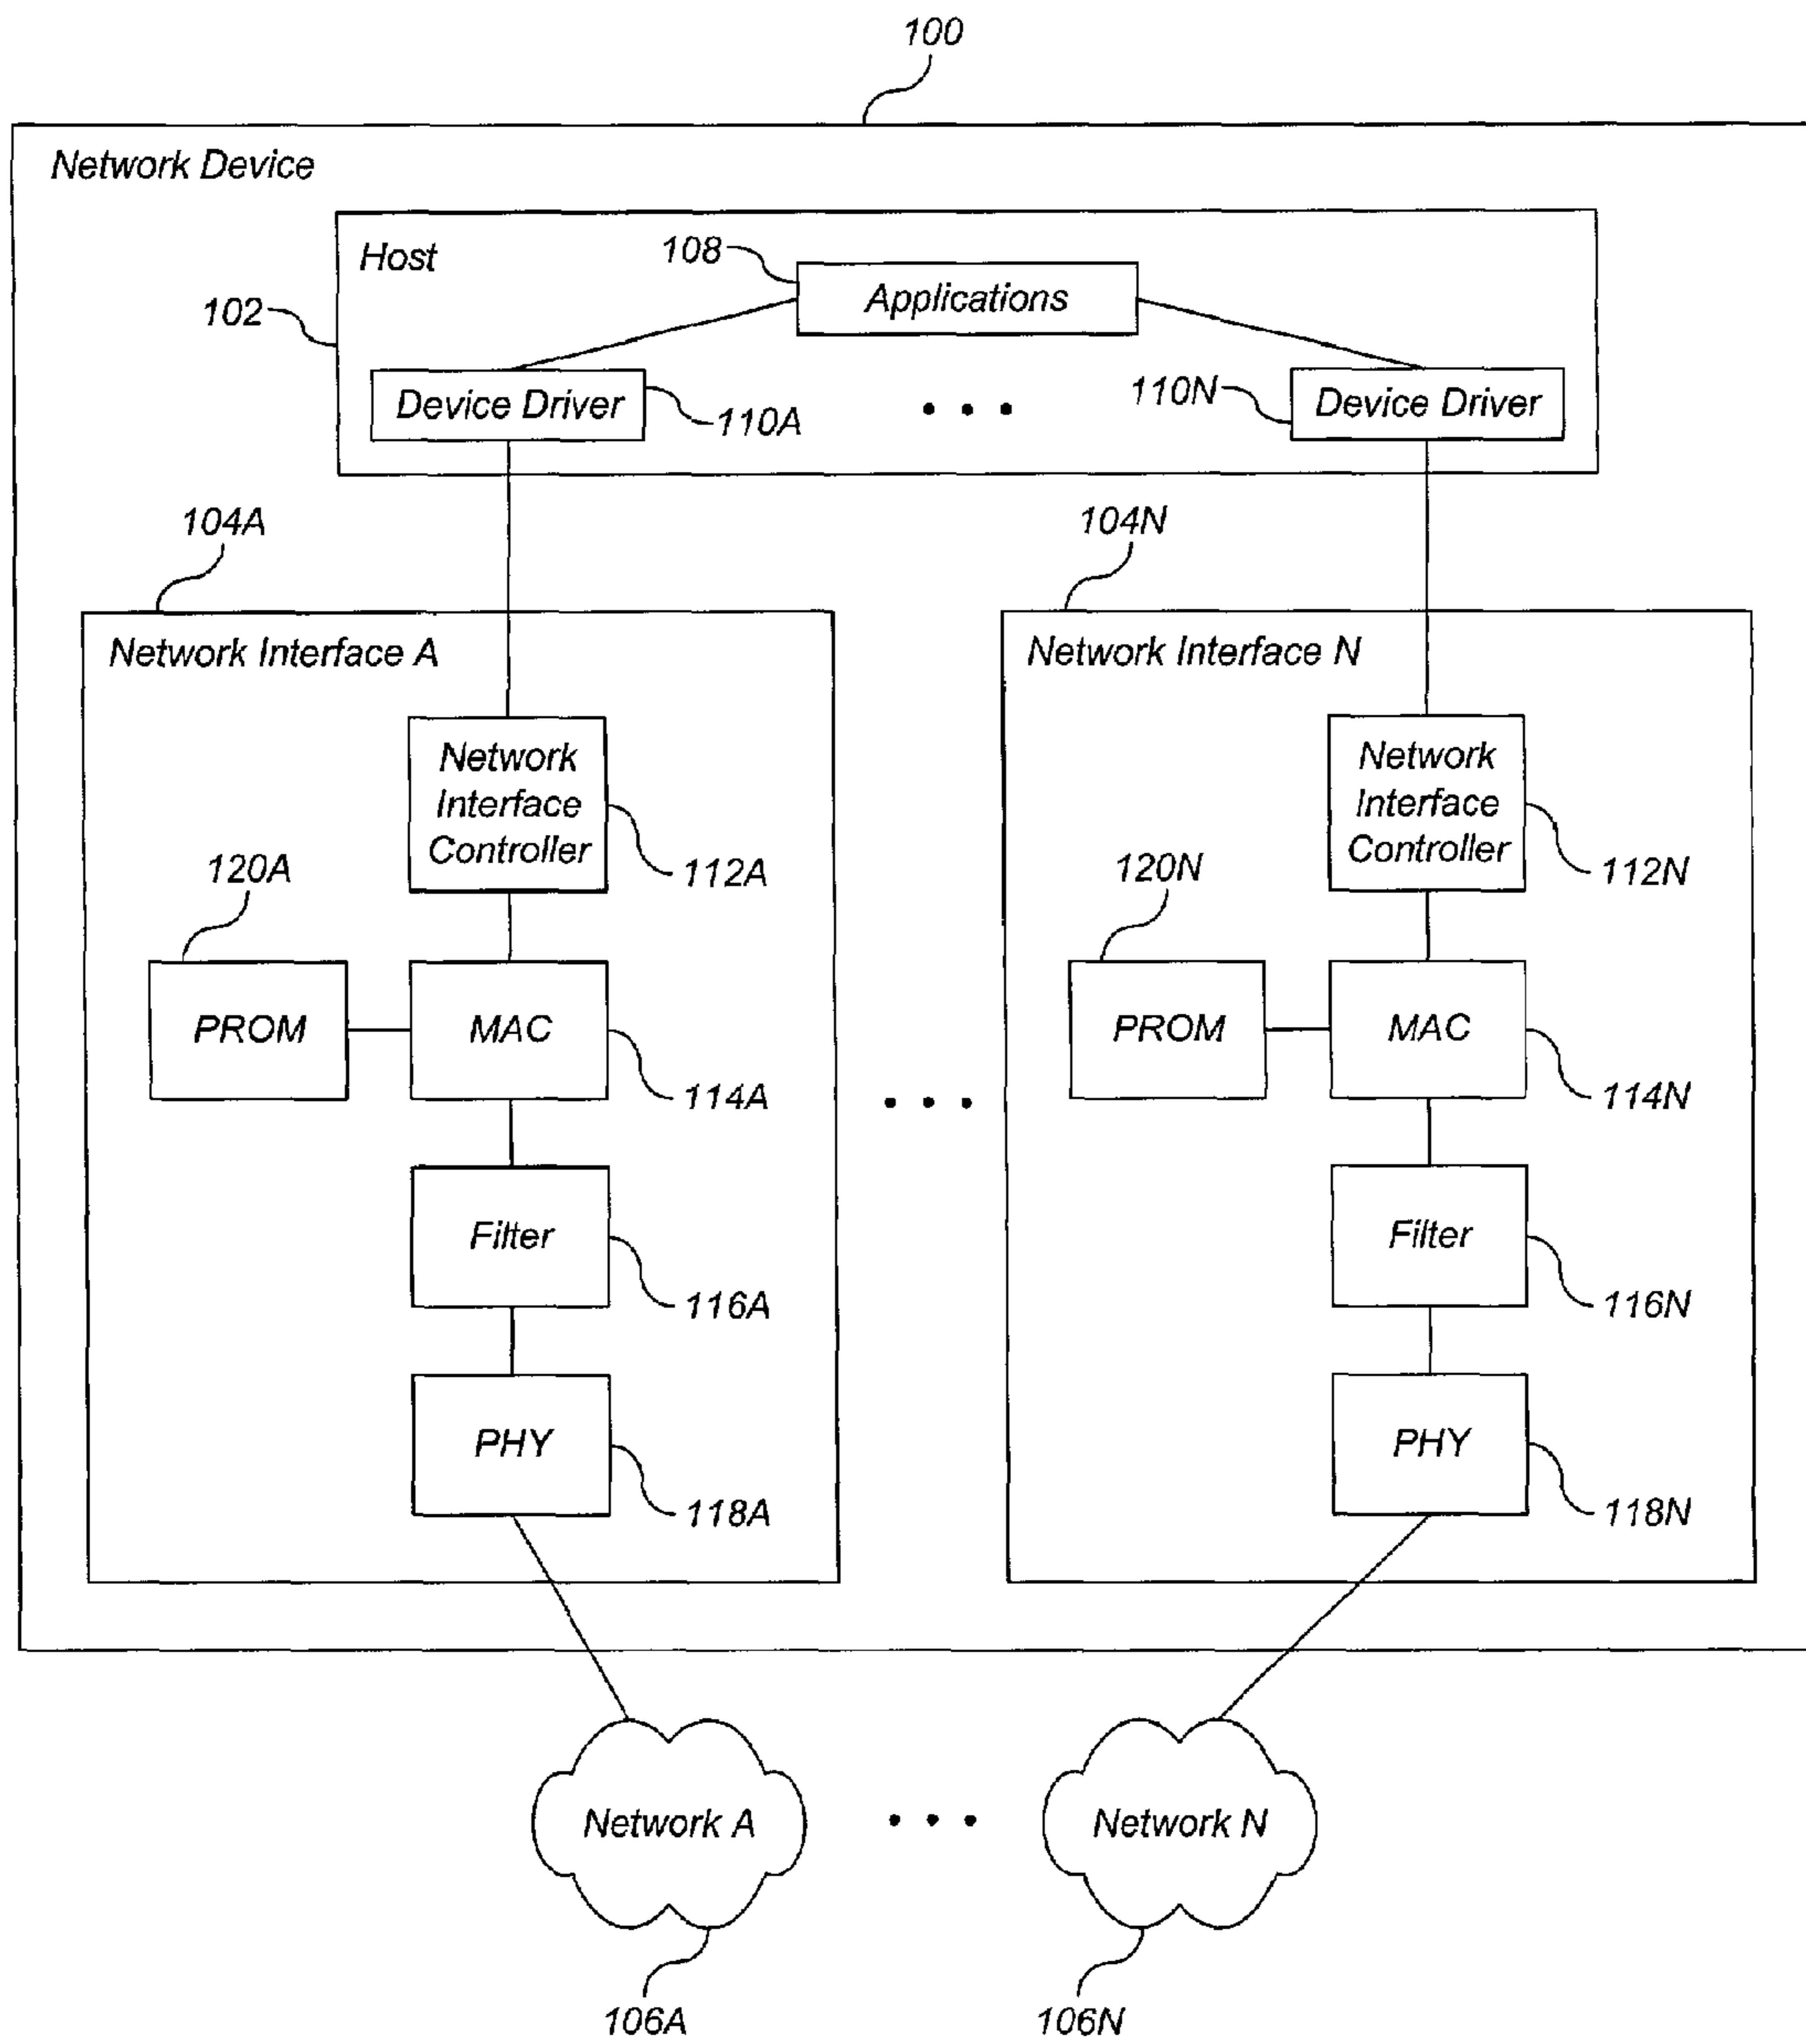 100
Network Device
Host
108
Applications
102
Device Driver
110A
• • •
110N
Device Driver
104A
104N
Network Interface A
Network Interface N
Network
Interface
Controller
112A
Network
Interface
Controller
112N
120A
120N
PROM
MAC
114A
• • •
PROM
MAC
114N
Filter
116A
Filter
116N
PHY
118A
PHY
118N
Network A
• • •
Network N
106A
106N